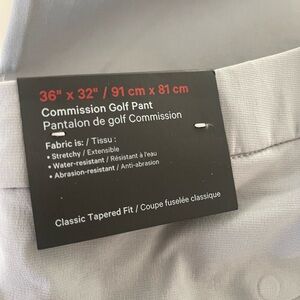 36" x 32" / 91 cm x 81 cm
Commission Golf Pant
Pantalon de golf Commission
Fabric is: / Tissu :
• Stretchy / Extensible
• Water-resistant / Résistant à l'eau
• Abrasion-resistant / Anti-abrasion
Classic Tapered Fit / Coupe fuselée classique